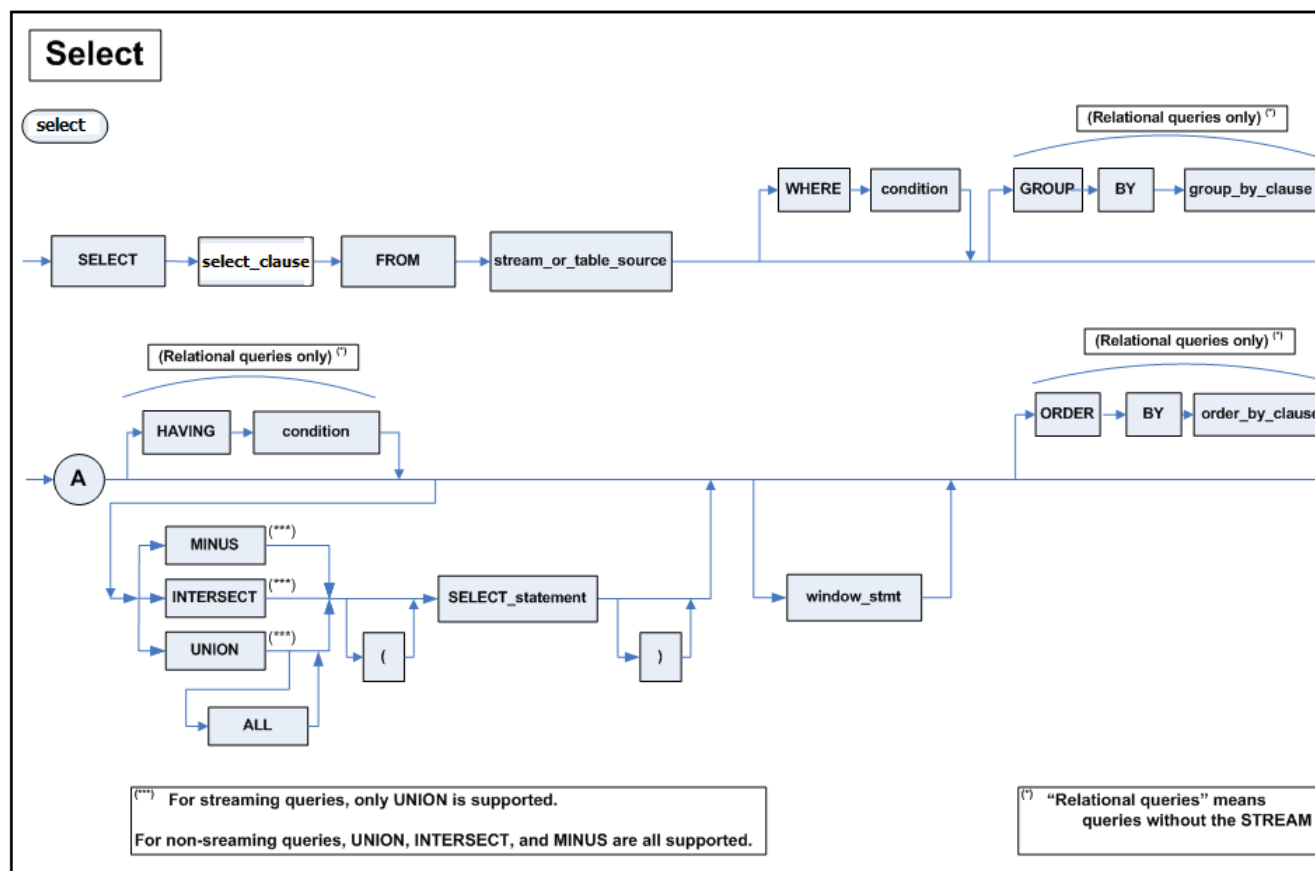 Select
select
(Relational queries only) (*)
WHERE condition GROUP BY group_by_clause
SELECT select_clause FROM stream_or_table_source
(Relational queries only) (*)
(Relational queries only) (*)
HAVING condition
ORDER BY order_by_clause
A
MINUS (***)
INTERSECT (***)
SELECT_statement
window_stmt
UNION (***)
( )
ALL
(***) For streaming queries, only UNION is supported.
For non-sreaming queries, UNION, INTERSECT, and MINUS are all supported.
(*) “Relational queries” means
queries without the STREAM